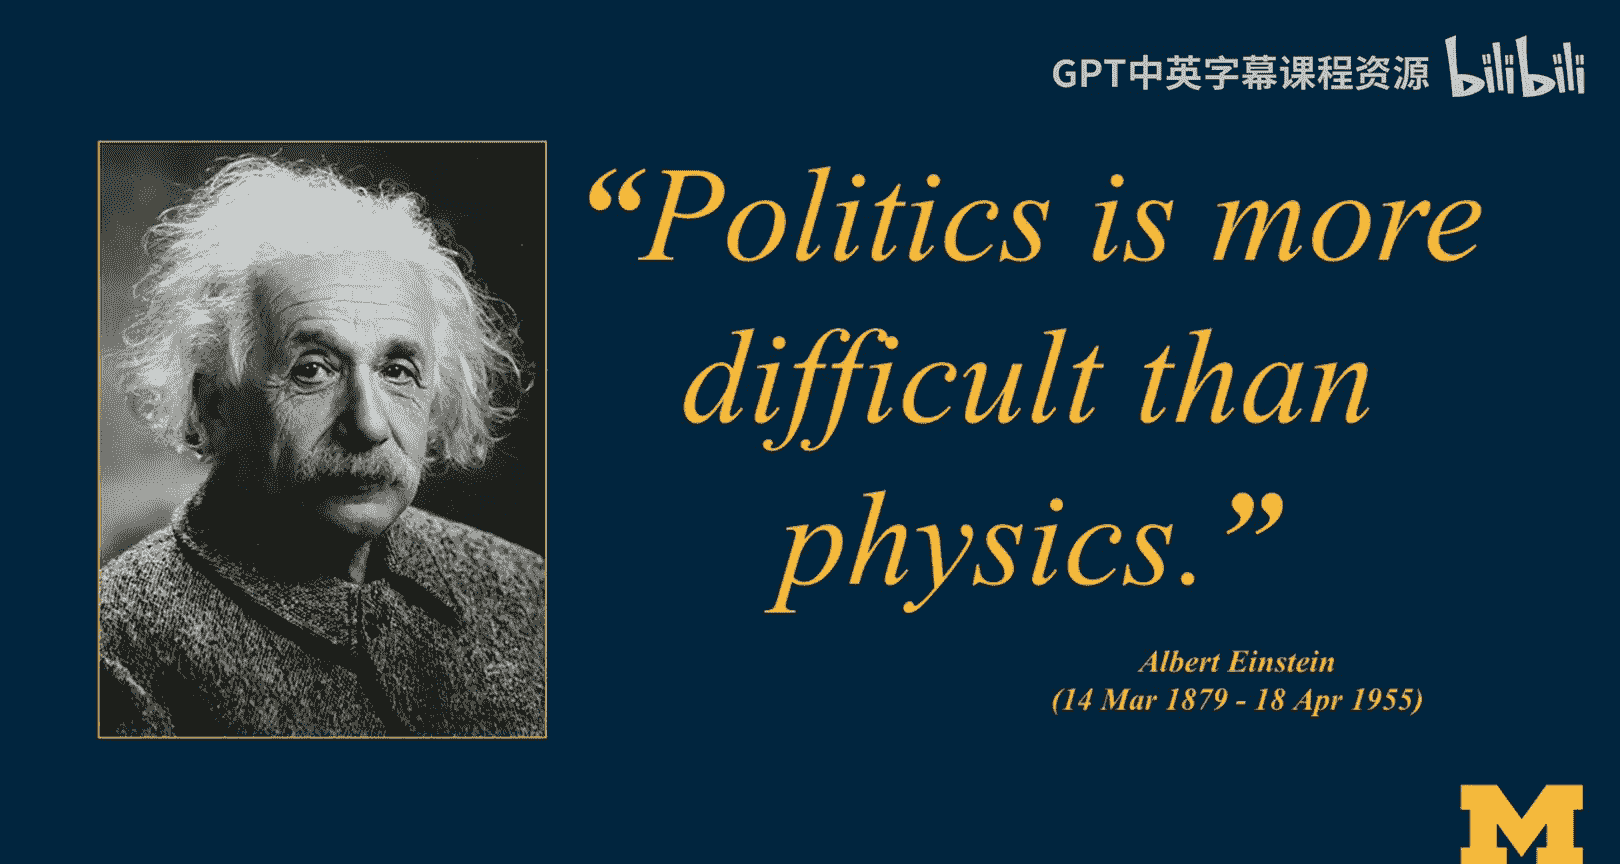 GPT中英字幕课程资源 bilibili
“Politics is more
difficult than
physics.”
Albert Einstein
(14 Mar 1879 - 18 Apr 1955)
M